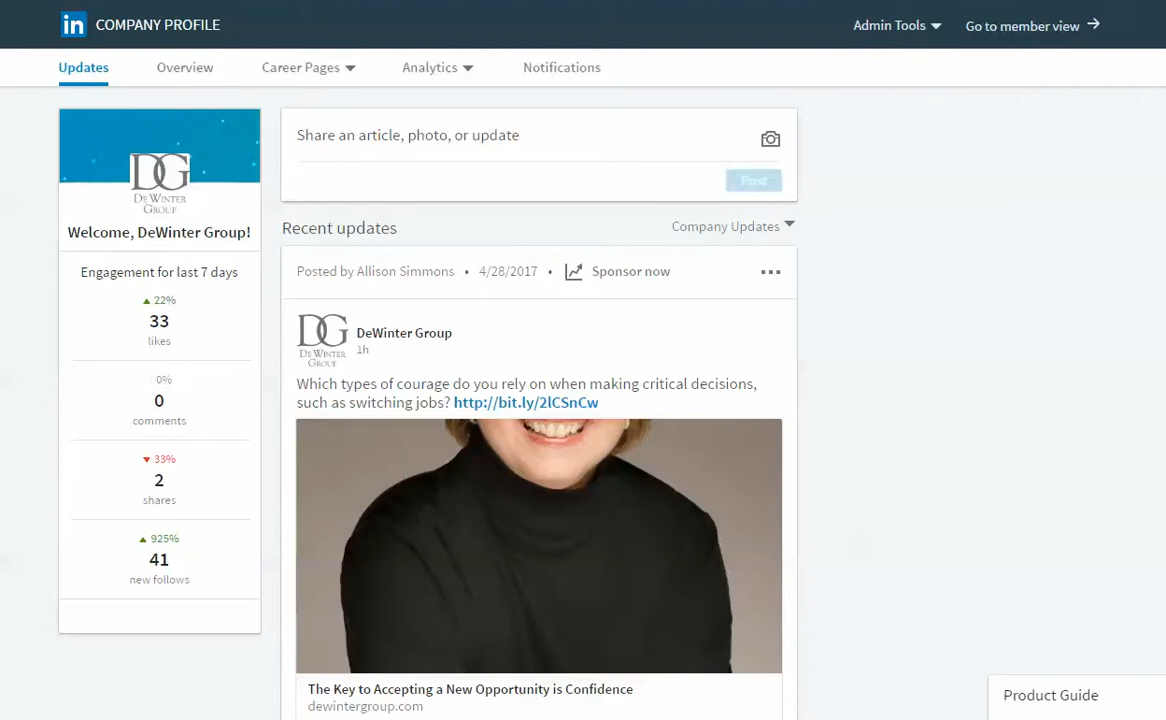 in COMPANY PROFILE
Admin Tools
Go to member view
Updates
Overview
Career Pages
Analytics
Notifications
DG
DEWINTER
GROUP
Welcome, DeWinter Group!
Engagement for last 7 days
22%
33
likes
0%
0
comments
33%
2
shares
925%
41
new follows
Share an article, photo, or update
Post
Recent updates
Company Updates
Posted by Allison Simmons • 4/28/2017 • Sponsor now
DG
DEWINTER
GROUP
DeWinter Group
1h
Which types of courage do you rely on when making critical decisions,
such as switching jobs? http://bit.ly/2lCSnCw
The Key to Accepting a New Opportunity is Confidence
dewintergroup.com
Product Guide